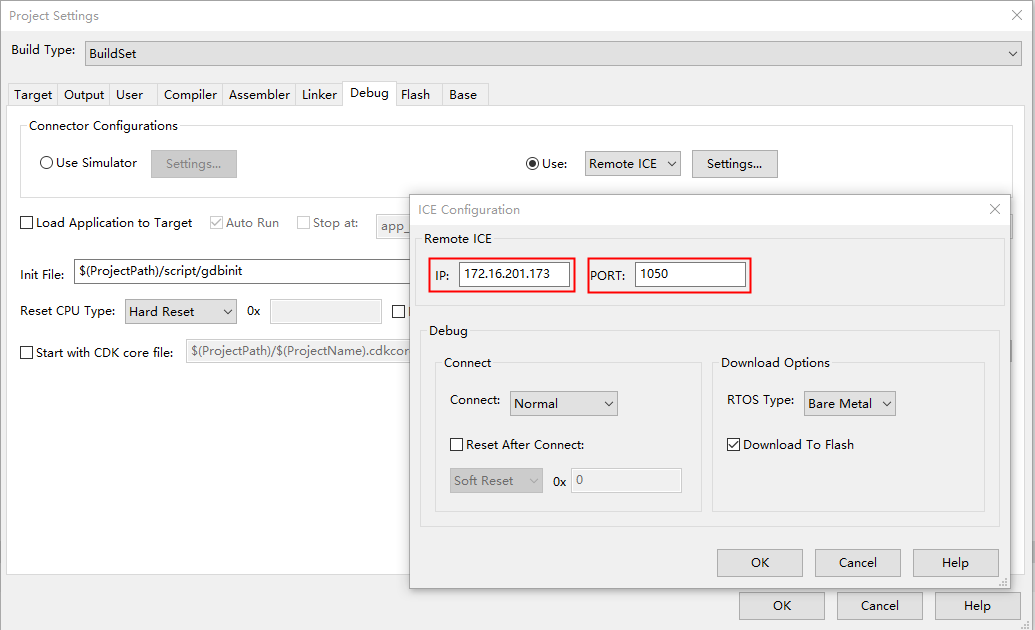 Project Settings
Build Type: BuildSet
Target Output User Compiler Assembler Linker Debug Flash Base
Connector Configurations
Use Simulator Settings... Use: Remote ICE Settings...
Load Application to Target Auto Run Stop at: app_
Init File: $(ProjectPath)/script/gdbinit
Reset CPU Type: Hard Reset 0x
Start with CDK core file: $(ProjectPath)/$(ProjectName).cdkcor
ICE Configuration
Remote ICE
IP: 172.16.201.173 PORT: 1050
Debug
Connect
Connect: Normal
Reset After Connect:
Soft Reset 0x 0
Download Options
RTOS Type: Bare Metal
Download To Flash
OK Cancel Help
OK Cancel Help